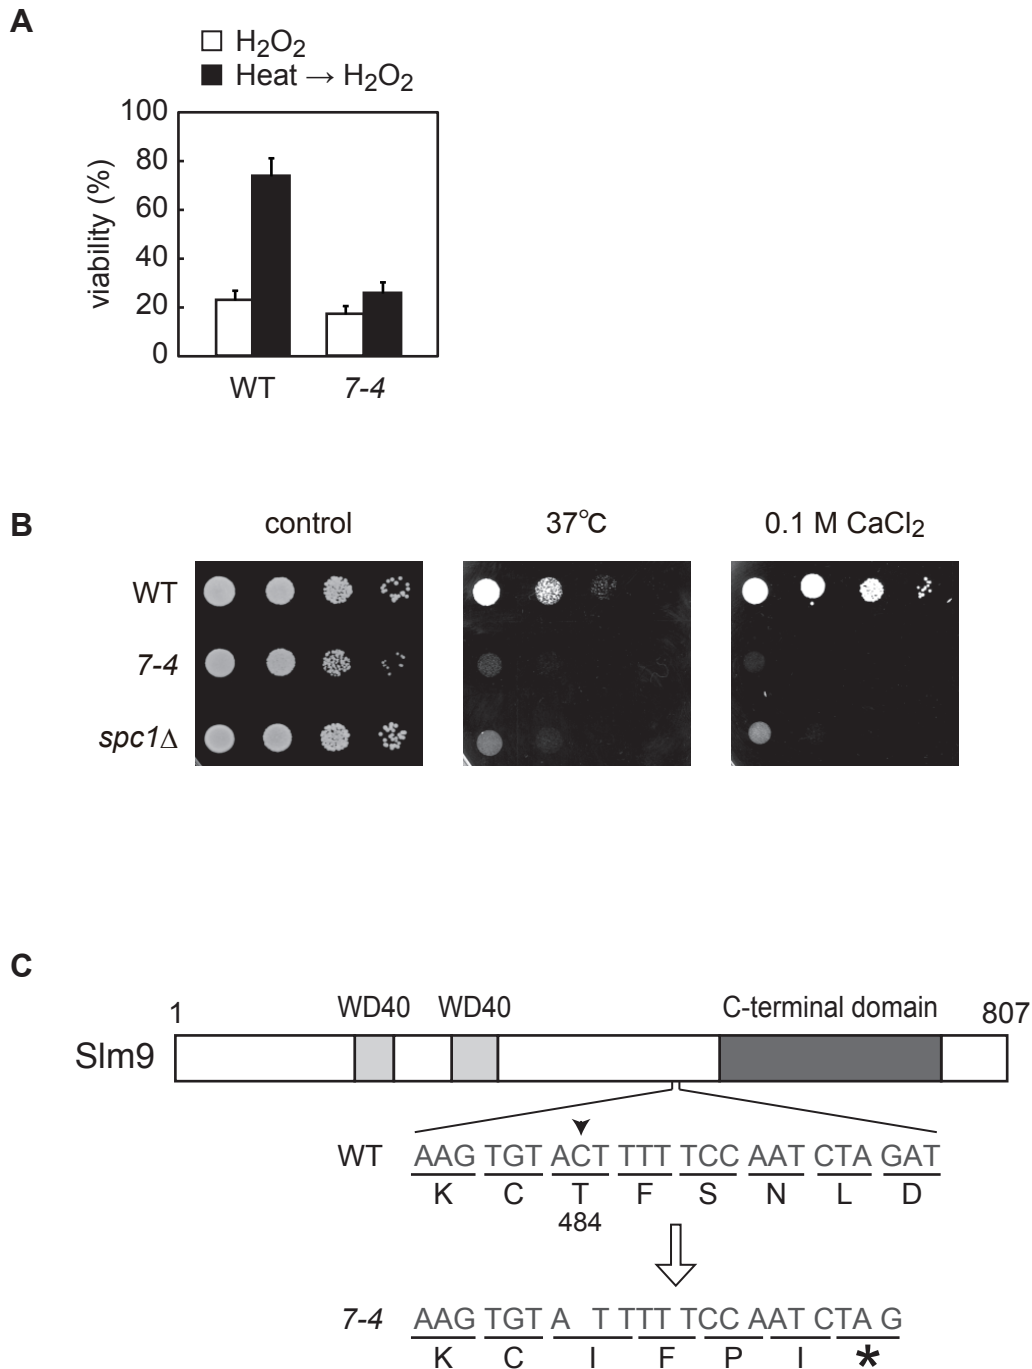 A
H2O2
Heat → H2O2
100
80
60
40
20
0
viability (%)
WT 7-4
B
control 37℃ 0.1 M CaCl2
WT
7-4
spc1Δ
C
1 WD40 WD40 C-terminal domain 807
Slm9
WT AAG TGT ACT TTT TCC AAT CTA GAT
K C T F S N L D
484
7-4 AAG TGT A T TTT TCC A ATC TA G
K C I F P I *